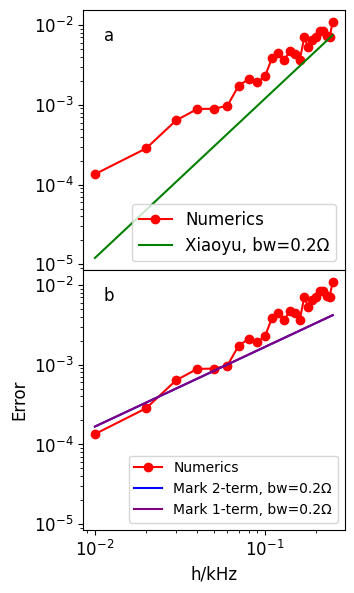 a
10⁻²
10⁻³
10⁻⁴
10⁻⁵
Numerics
Xiaoyu, bw=0.2Ω
b
10⁻²
10⁻³
10⁻⁴
10⁻⁵
Error
Numerics
Mark 2-term, bw=0.2Ω
Mark 1-term, bw=0.2Ω
10⁻²
10⁻¹
h/kHz